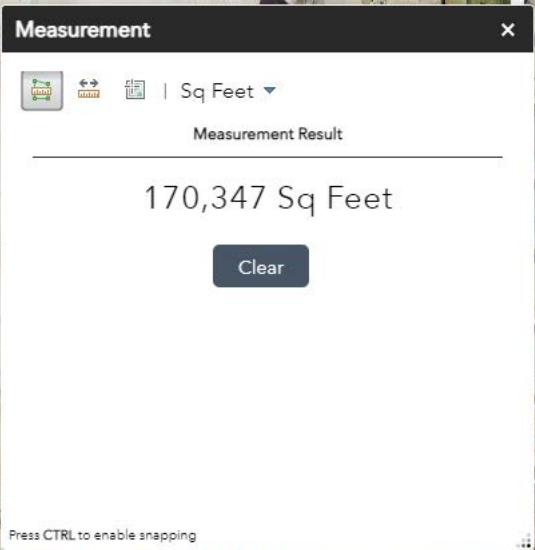 Measurement ×
| Sq Feet
Measurement Result
170,347 Sq Feet
Clear
Press CTRL to enable snapping